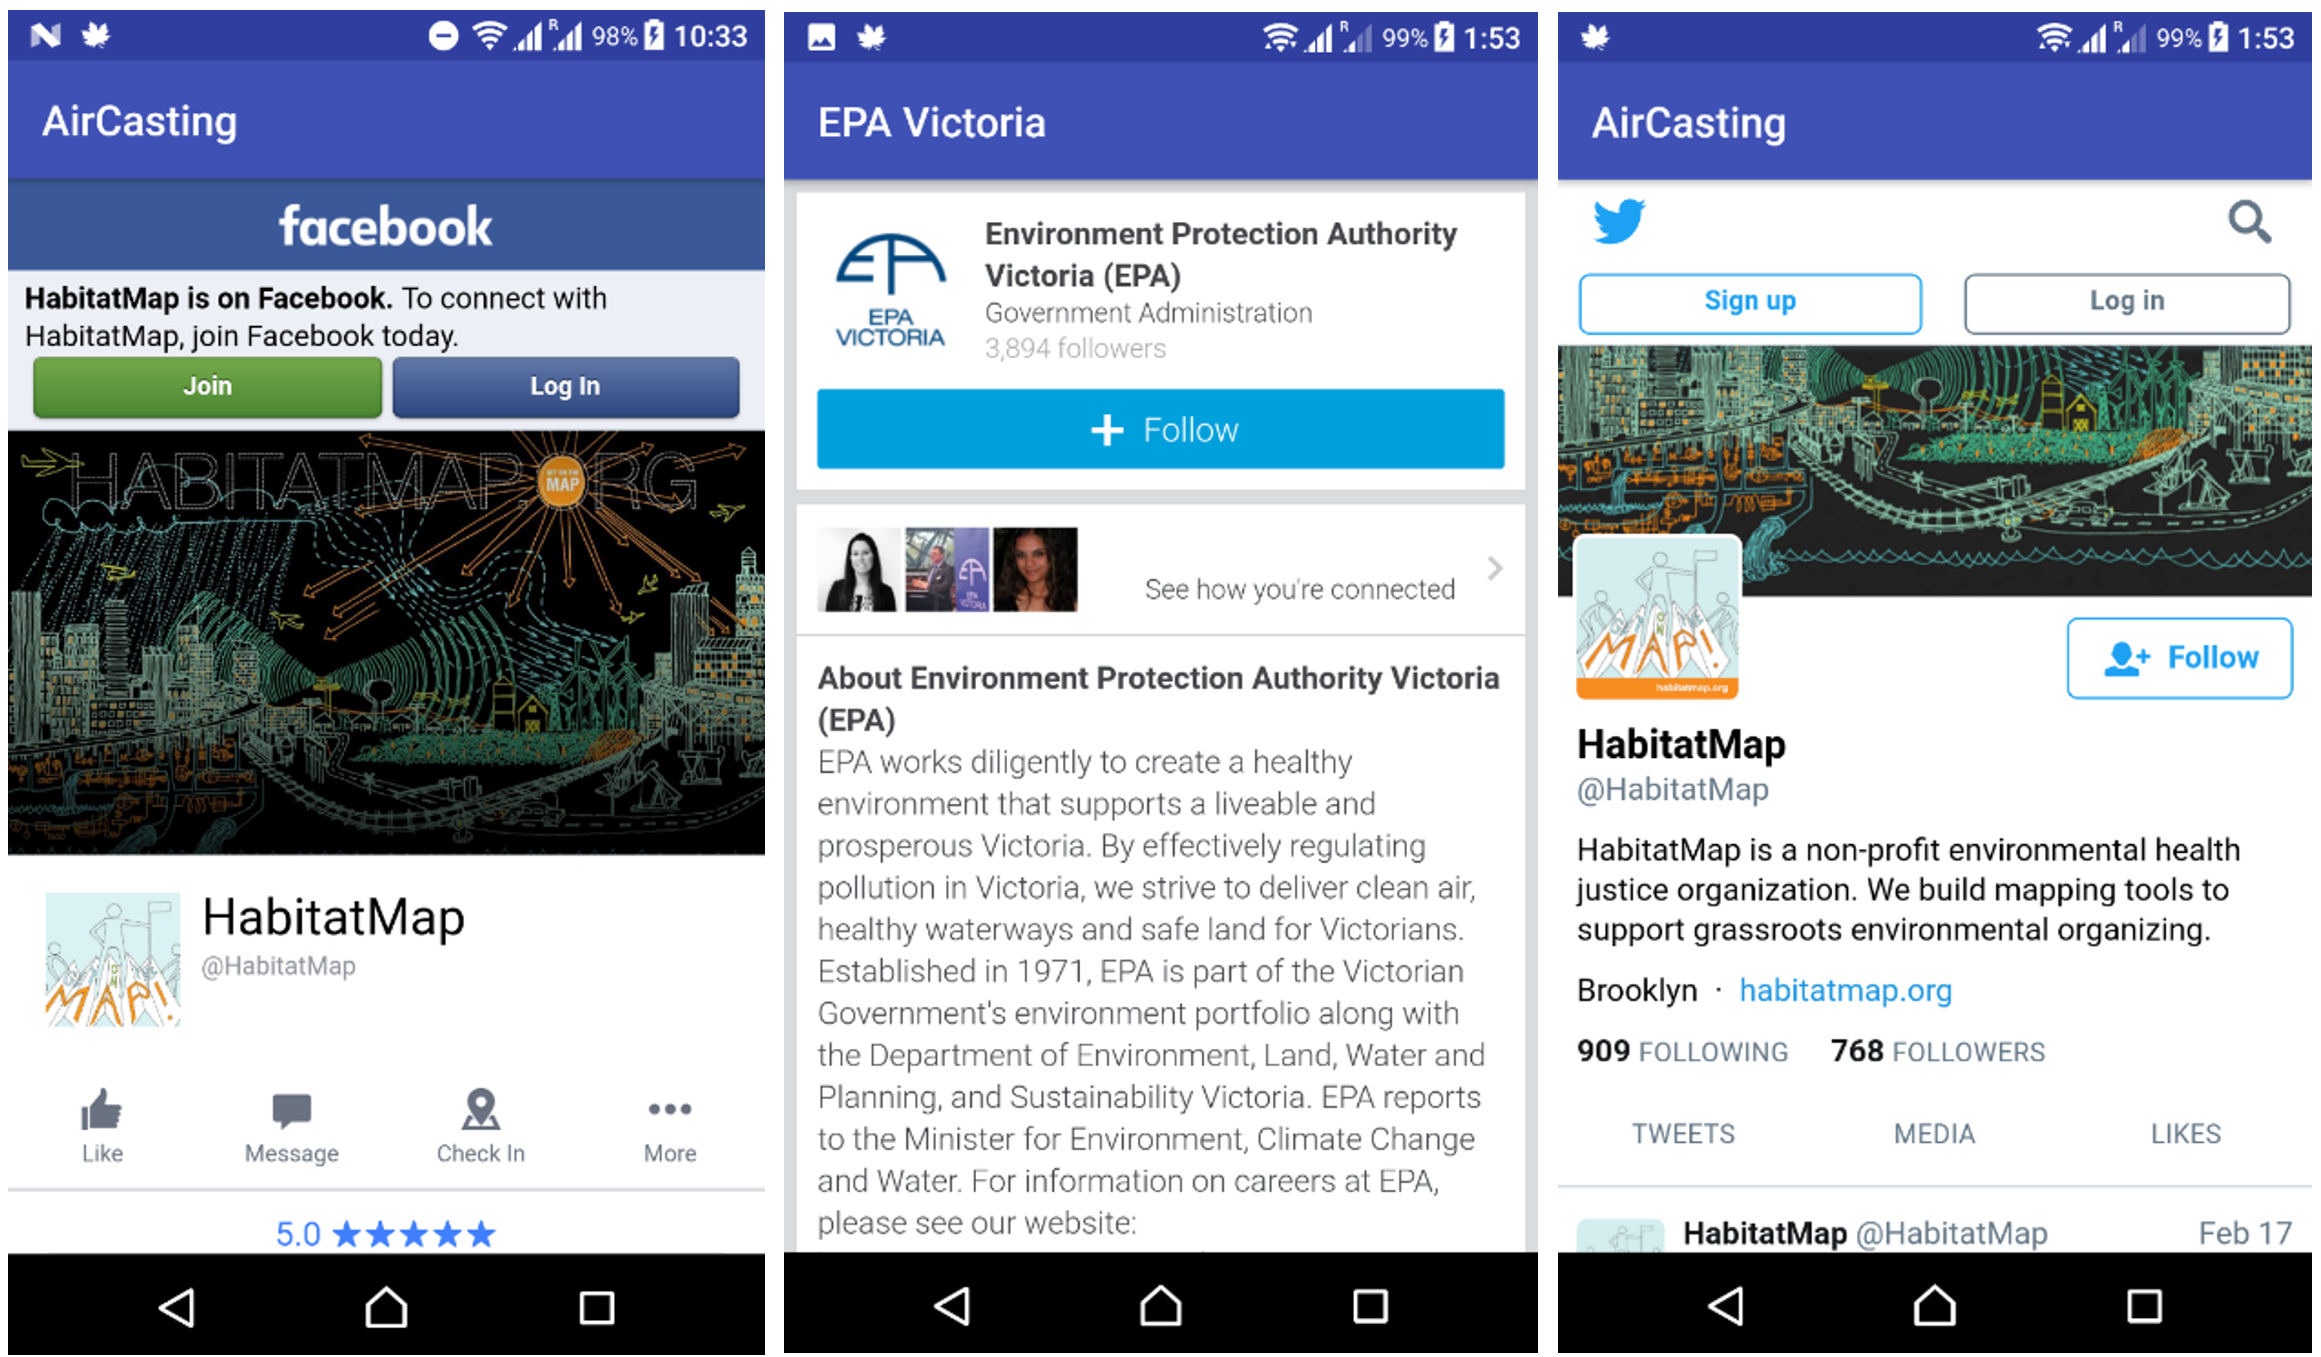 98% 10:33
AirCasting
facebook
HabitatMap is on Facebook. To connect with
HabitatMap, join Facebook today.
Join
Log In
HABITATMAP.ORG
GET ON THE
MAP
MAP!
HabitatMap
@HabitatMap
Like
Message
Check In
More
5.0
R
99% 1:53
EPA Victoria
EPA
VICTORIA
Environment Protection Authority
Victoria (EPA)
Government Administration
3,894 followers
+ Follow
See how you're connected
About Environment Protection Authority Victoria
(EPA)
EPA works diligently to create a healthy
environment that supports a liveable and
prosperous Victoria. By effectively regulating
pollution in Victoria, we strive to deliver clean air,
healthy waterways and safe land for Victorians.
Established in 1971, EPA is part of the Victorian
Government's environment portfolio along with
the Department of Environment, Land, Water and
Planning, and Sustainability Victoria. EPA reports
to the Minister for Environment, Climate Change
and Water. For information on careers at EPA,
please see our website:
R
99% 1:53
AirCasting
Sign up
Log in
ON
MAP!
habitatmap.org
Follow
HabitatMap
@HabitatMap
HabitatMap is a non-profit environmental health
justice organization. We build mapping tools to
support grassroots environmental organizing.
Brooklyn · habitatmap.org
909 FOLLOWING 768 FOLLOWERS
TWEETS
MEDIA
LIKES
HabitatMap @HabitatMap Feb 17